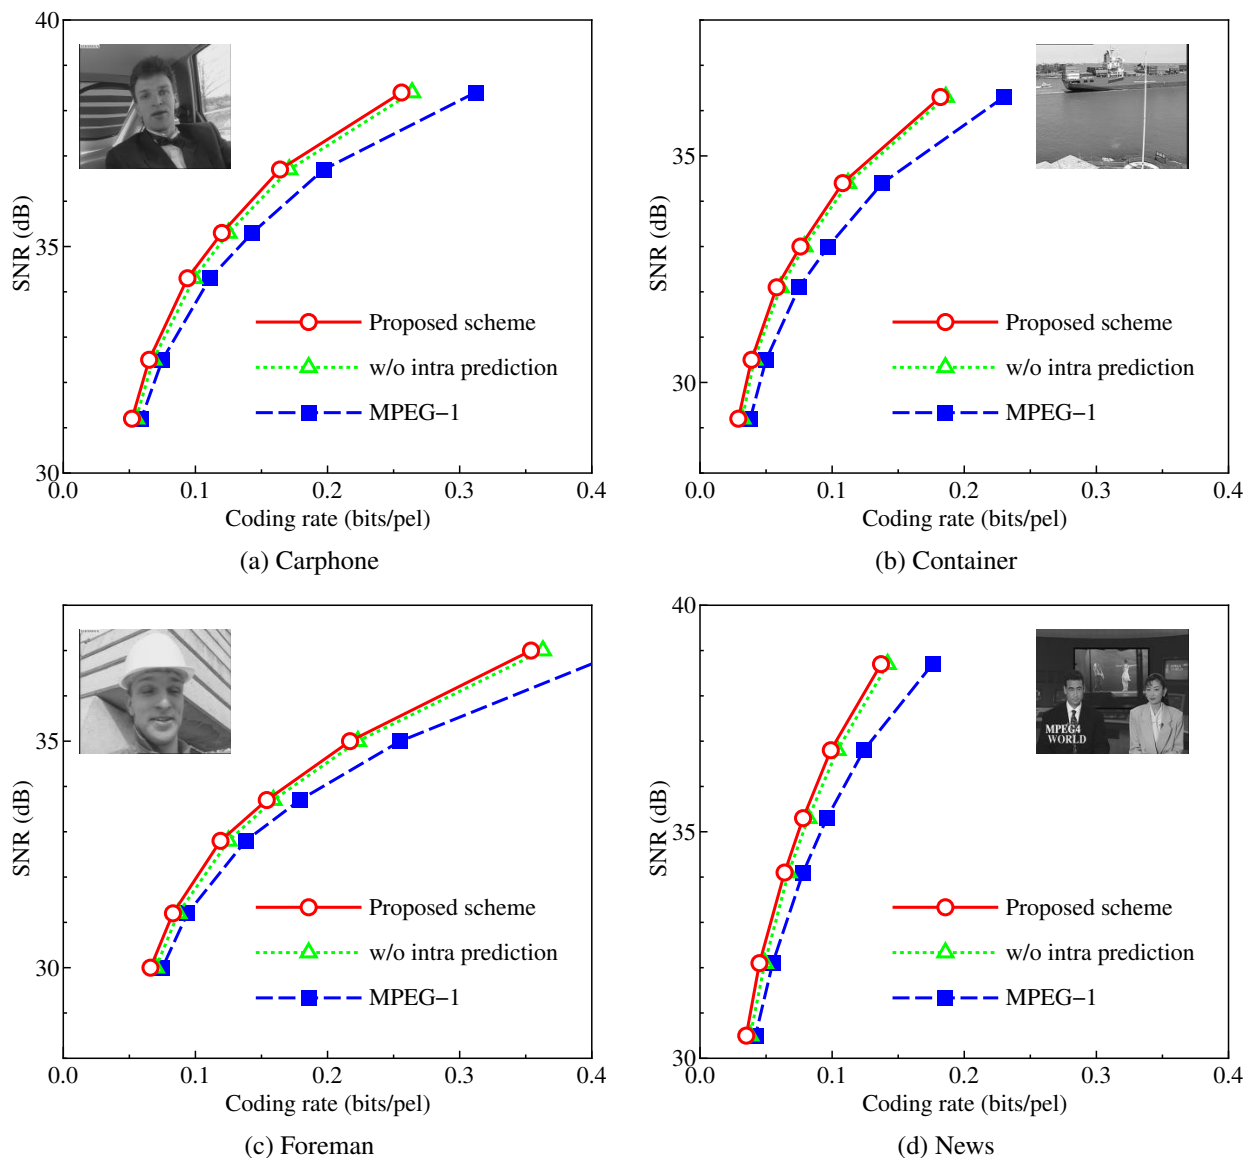 40
35
30
SNR (dB)
Proposed scheme
w/o intra prediction
MPEG−1
0.0 0.1 0.2 0.3 0.4
Coding rate (bits/pel)
(a) Carphone
35
30
SNR (dB)
Proposed scheme
w/o intra prediction
MPEG−1
0.0 0.1 0.2 0.3 0.4
Coding rate (bits/pel)
(b) Container
35
30
SNR (dB)
Proposed scheme
w/o intra prediction
MPEG−1
0.0 0.1 0.2 0.3 0.4
Coding rate (bits/pel)
(c) Foreman
40
35
30
SNR (dB)
MPEG4
WORLD
Proposed scheme
w/o intra prediction
MPEG−1
0.0 0.1 0.2 0.3 0.4
Coding rate (bits/pel)
(d) News